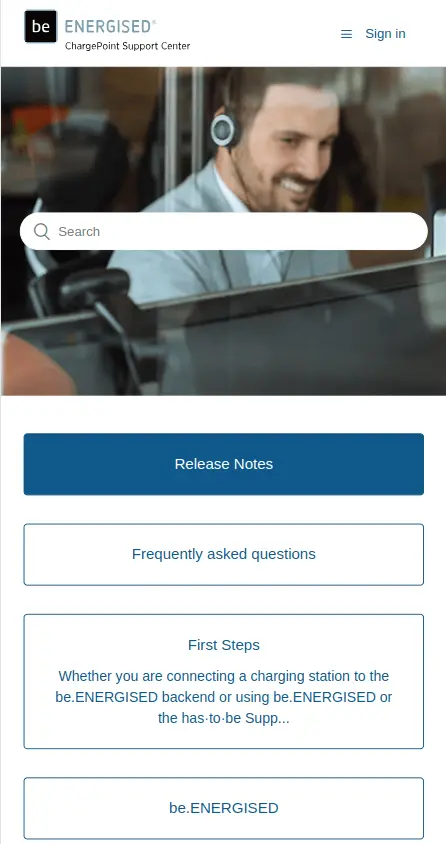 be ENERGISED®
ChargePoint Support Center
Sign in
Search
Release Notes
Frequently asked questions
First Steps
Whether you are connecting a charging station to the
be.ENERGISED backend or using be.ENERGISED or
the has·to·be Supp...
be.ENERGISED